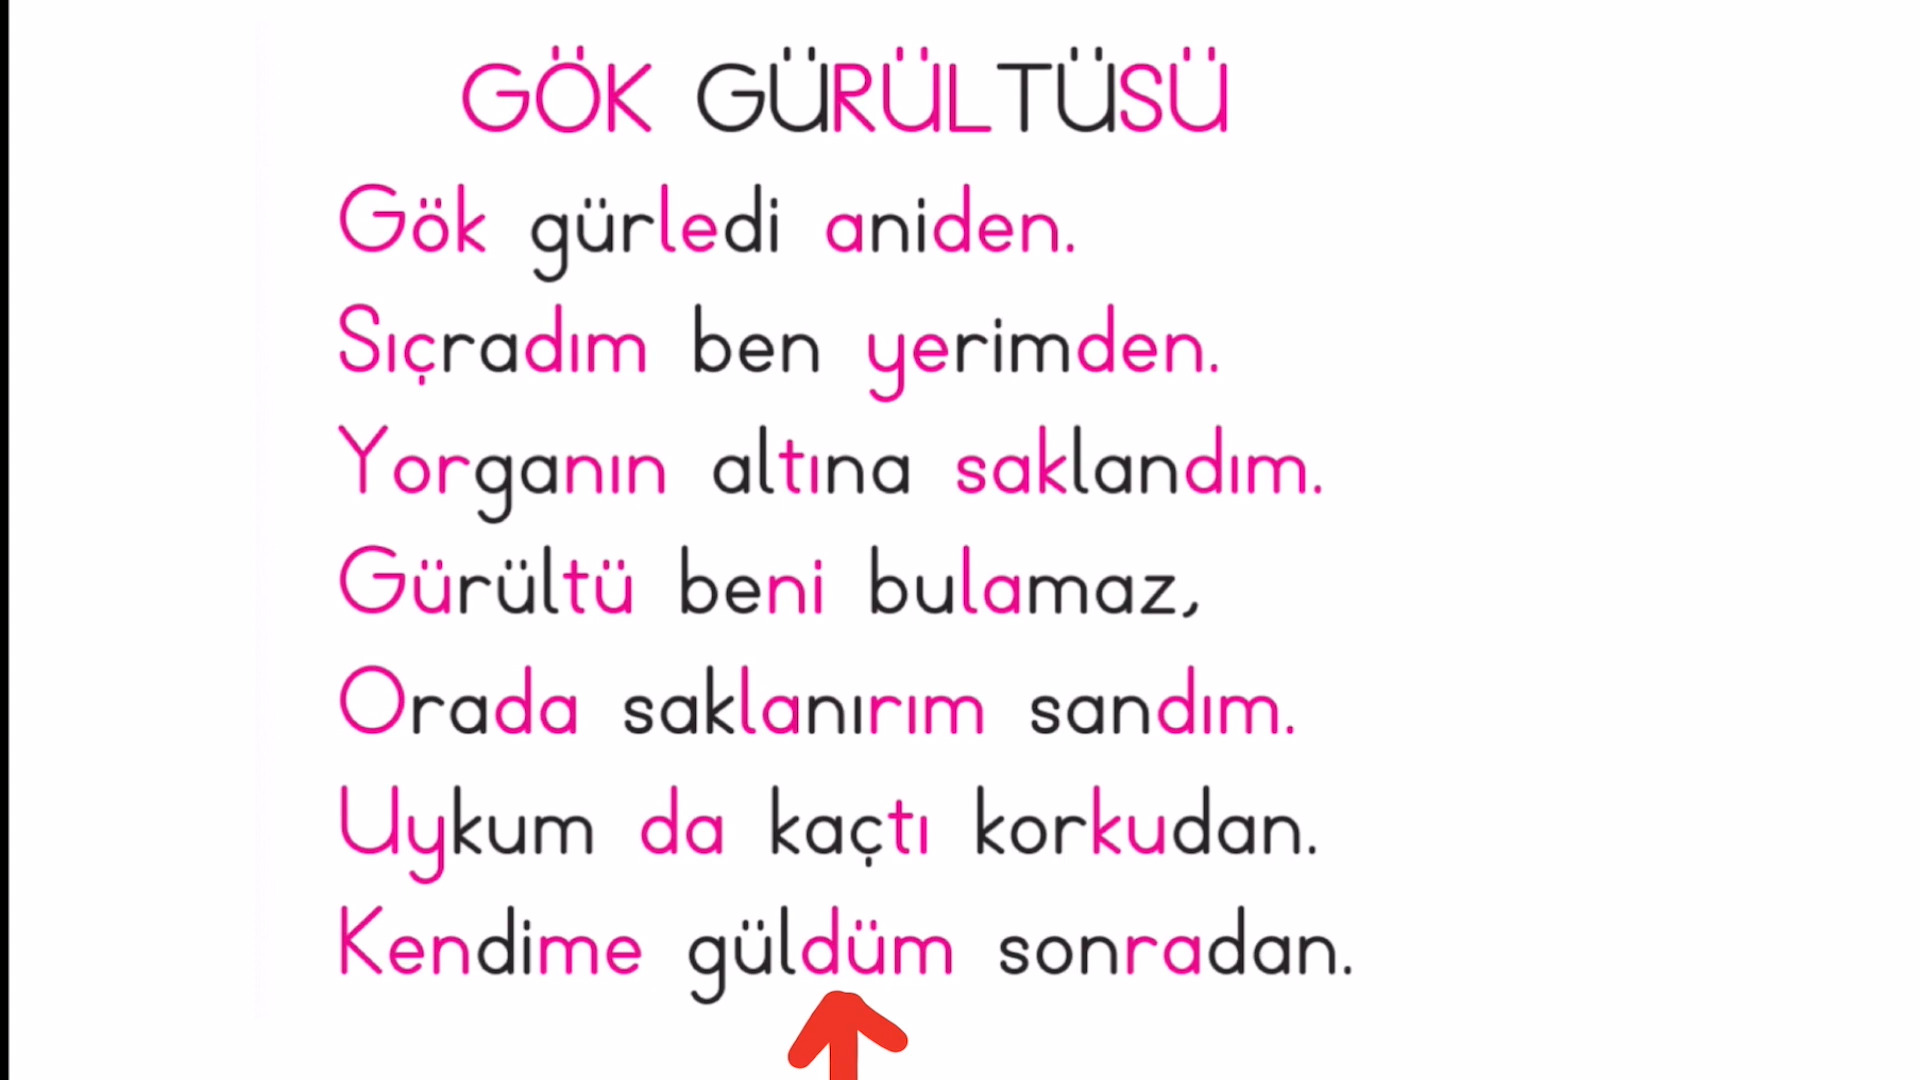 GÖK GÜRÜLTÜSÜ
Gök gürledi aniden.
Sıçradım ben yerimden.
Yorganın altına saklandım.
Gürültü beni bulamaz,
Orada saklanırım sandım.
Uykum da kaçtı korkudan.
Kendime güldüm sonradan.